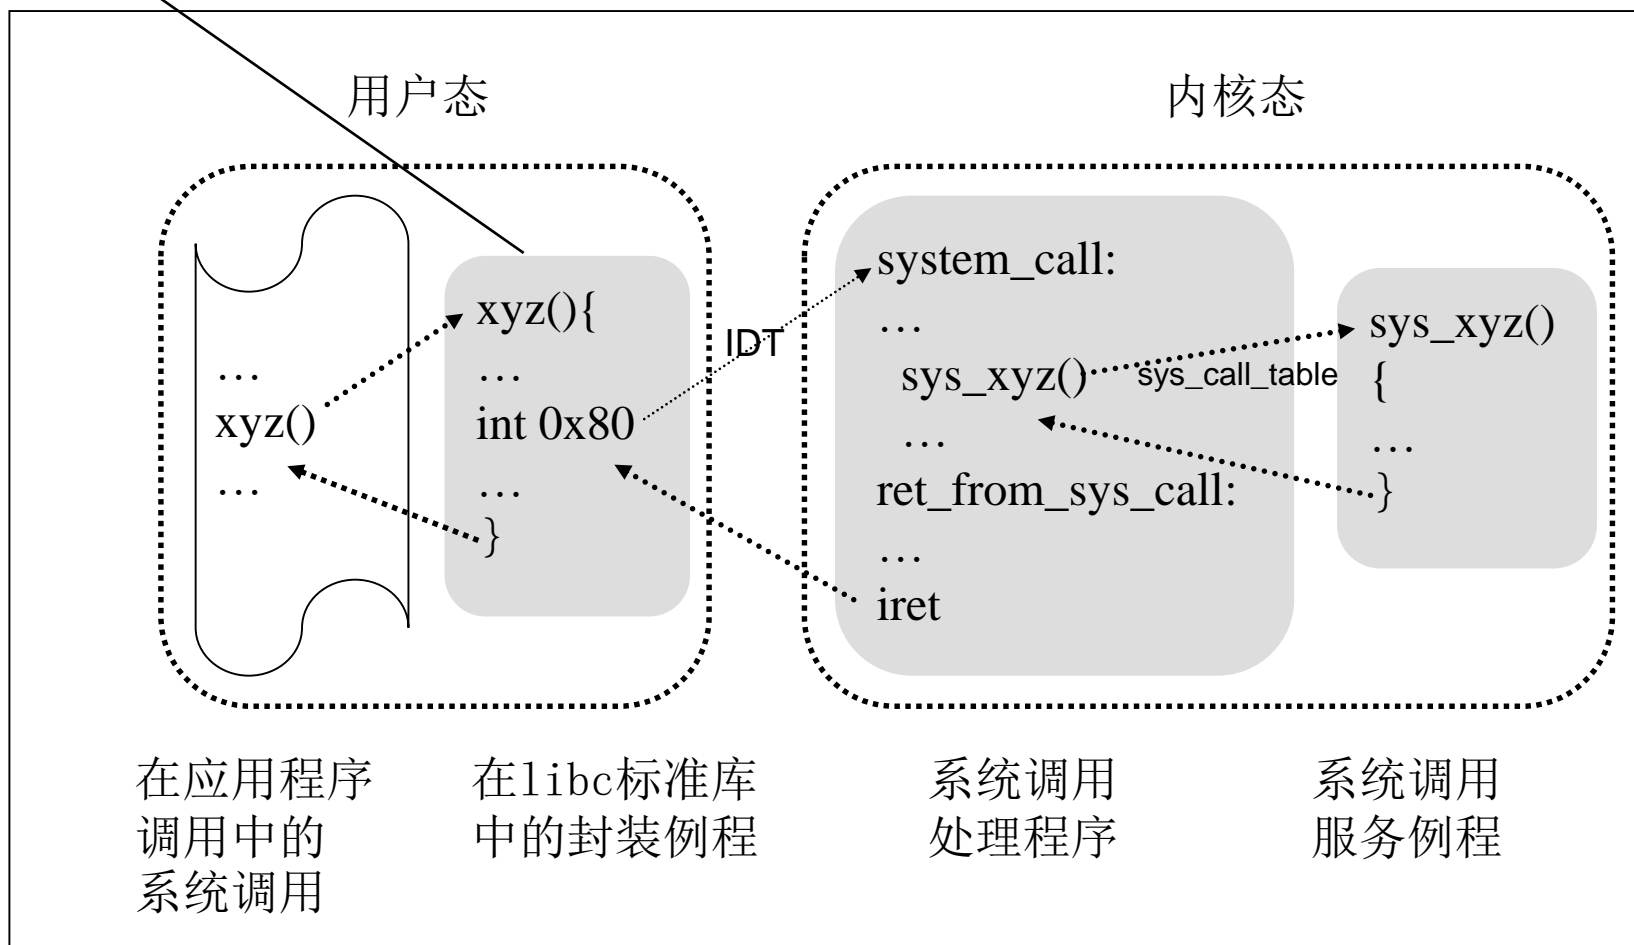 用户态
内核态
…
xyz()
…
xyz(){
…
int 0x80
…
}
IDT
system_call:
…
sys_xyz()
…
ret_from_sys_call:
…
iret
sys_call_table
sys_xyz()
{
…
}
在应用程序
调用中的
系统调用
在libc标准库
中的封装例程
系统调用
处理程序
系统调用
服务例程